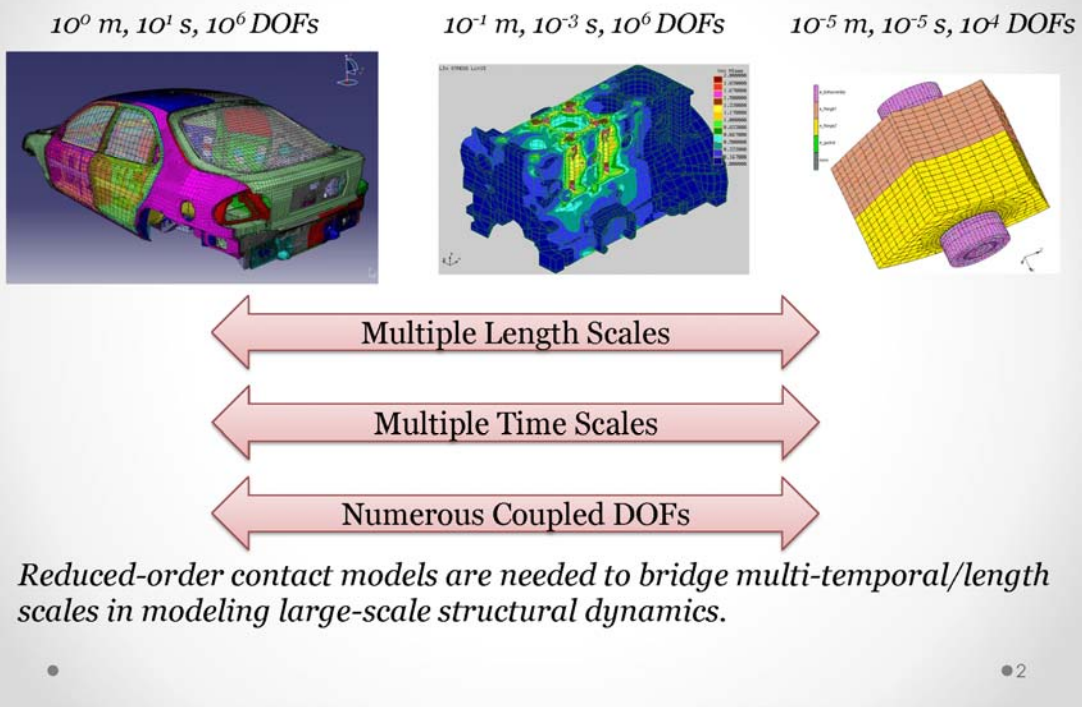 10⁰ m, 10¹ s, 10⁶ DOFs
10⁻¹ m, 10⁻³ s, 10⁶ DOFs
10⁻⁵ m, 10⁻⁵ s, 10⁴ DOFs
Multiple Length Scales
Multiple Time Scales
Numerous Coupled DOFs
Reduced-order contact models are needed to bridge multi-temporal/length
scales in modeling large-scale structural dynamics.
2